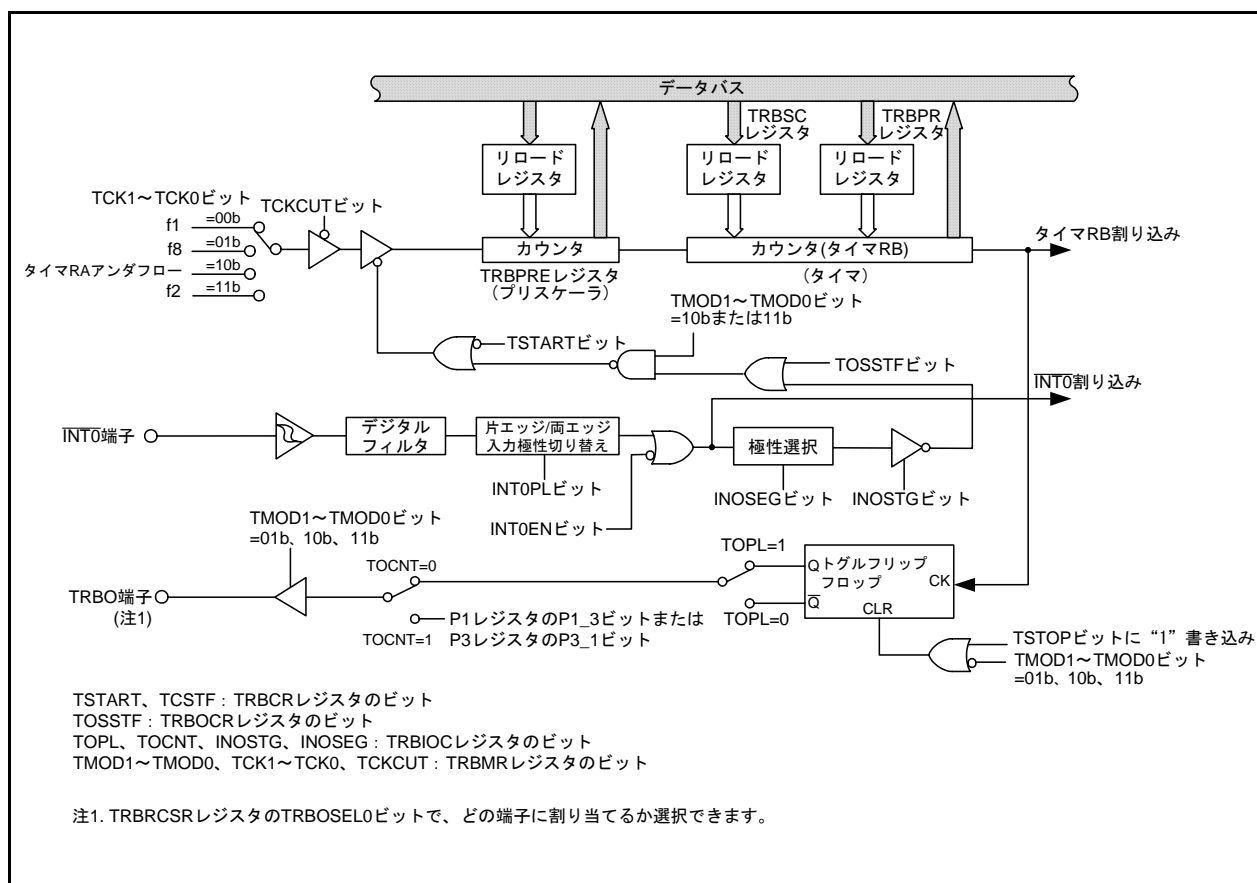 データバス
TRBSC
レジスタ
TRBPR
レジスタ
リロード
レジスタ
リロード
レジスタ
リロード
レジスタ
TCK1～TCK0ビット
TCKCUTビット
f1
=00b
f8
=01b
タイマRAアンダフロー
=10b
f2
=11b
カウンタ
TRBPREレジスタ
(プリスケーラ)
カウンタ(タイマRB)
(タイマ)
タイマRB割り込み
TMOD1～TMOD0ビット
=10bまたは11b
TSTARTビット
TOSSTFビット
INT0割り込み
INT0端子
デジタル
フィルタ
片エッジ/両エッジ
入力極性切り替え
極性選択
INT0PLビット
INOSEGビット
INOSTGビット
INT0ENビット
TMOD1～TMOD0ビット
=01b、10b、11b
TOPL=1
TOCNT=0
Q
トグルフリップ
フロップ
CK
Q
CLR
TRBO端子
(注1)
TOPL=0
P1レジスタのP1_3ビットまたは
TOCNT=1
P3レジスタのP3_1ビット
TSTOPビットに“1”書き込み
TMOD1～TMOD0ビット
=01b、10b、11b
TSTART、TCSTF : TRBCRレジスタのビット
TOSSTF : TRBOCRレジスタのビット
TOPL、TOCNT、INOSTG、INOSEG : TRBIOCレジスタのビット
TMOD1～TMOD0、TCK1～TCK0、TCKCUT : TRBMRレジスタのビット
注1. TRBRCSRレジスタのTRBOSEL0ビットで、どの端子に割り当てるか選択できます。